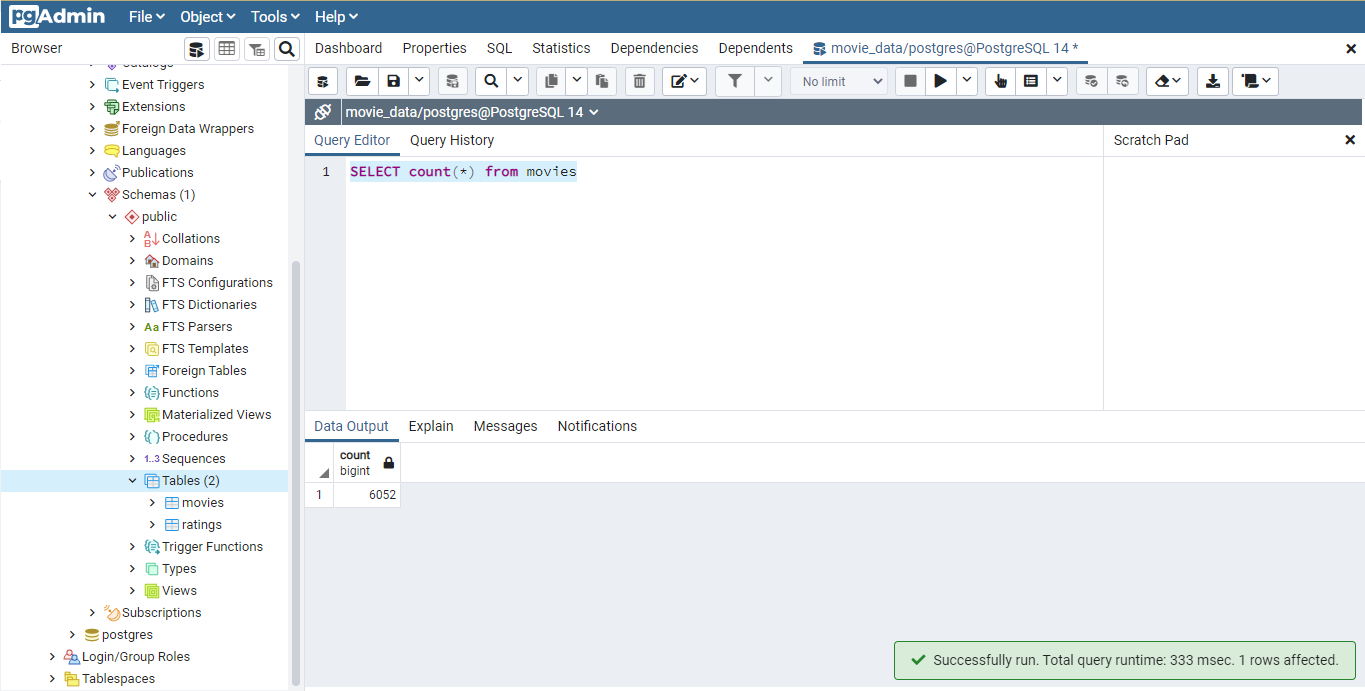 pgAdmin File Object Tools Help
Browser
Dashboard Properties SQL Statistics Dependencies Dependents movie_data/postgres@PostgreSQL 14 *
Catalogs
Event Triggers
Extensions
Foreign Data Wrappers
Languages
Publications
Schemas (1)
public
Collations
Domains
FTS Configurations
FTS Dictionaries
Aa FTS Parsers
FTS Templates
Foreign Tables
Functions
Materialized Views
Procedures
1..3 Sequences
Tables (2)
movies
ratings
Trigger Functions
Types
Views
Subscriptions
postgres
Login/Group Roles
Tablespaces
No limit
movie_data/postgres@PostgreSQL 14
Query Editor Query History
Scratch Pad
1 SELECT count(*) from movies
Data Output Explain Messages Notifications
count
bigint
1 6052
Successfully run. Total query runtime: 333 msec. 1 rows affected.